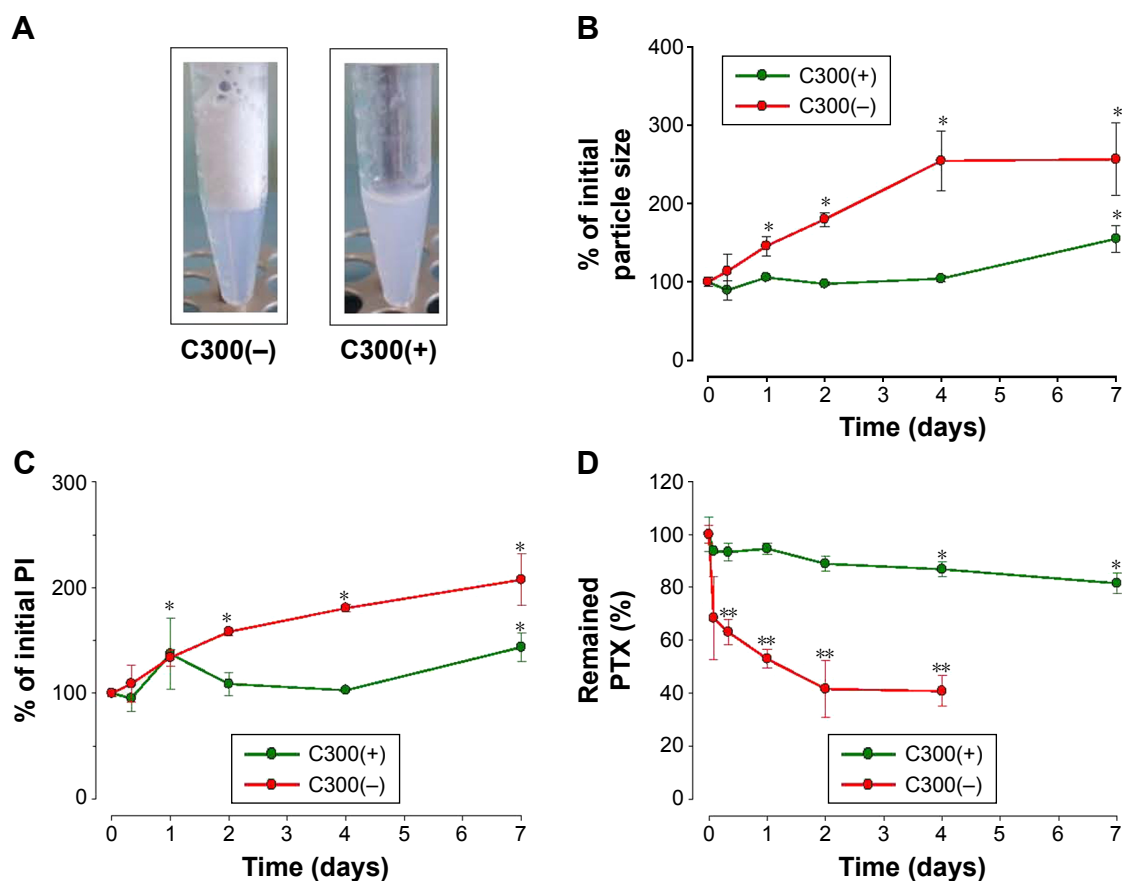 A
C300(–)
C300(+)
B
400
300
200
100
0
% of initial
particle size
C300(+)
C300(–)
*
*
*
*
*
0
1
2
3
4
5
6
7
Time (days)
C
300
200
100
0
% of initial PI
*
*
*
*
*
C300(+)
C300(–)
0
1
2
3
4
5
6
7
Time (days)
D
120
100
80
60
40
20
0
Remained
PTX (%)
*
*
**
**
**
**
C300(+)
C300(–)
0
1
2
3
4
5
6
7
Time (days)